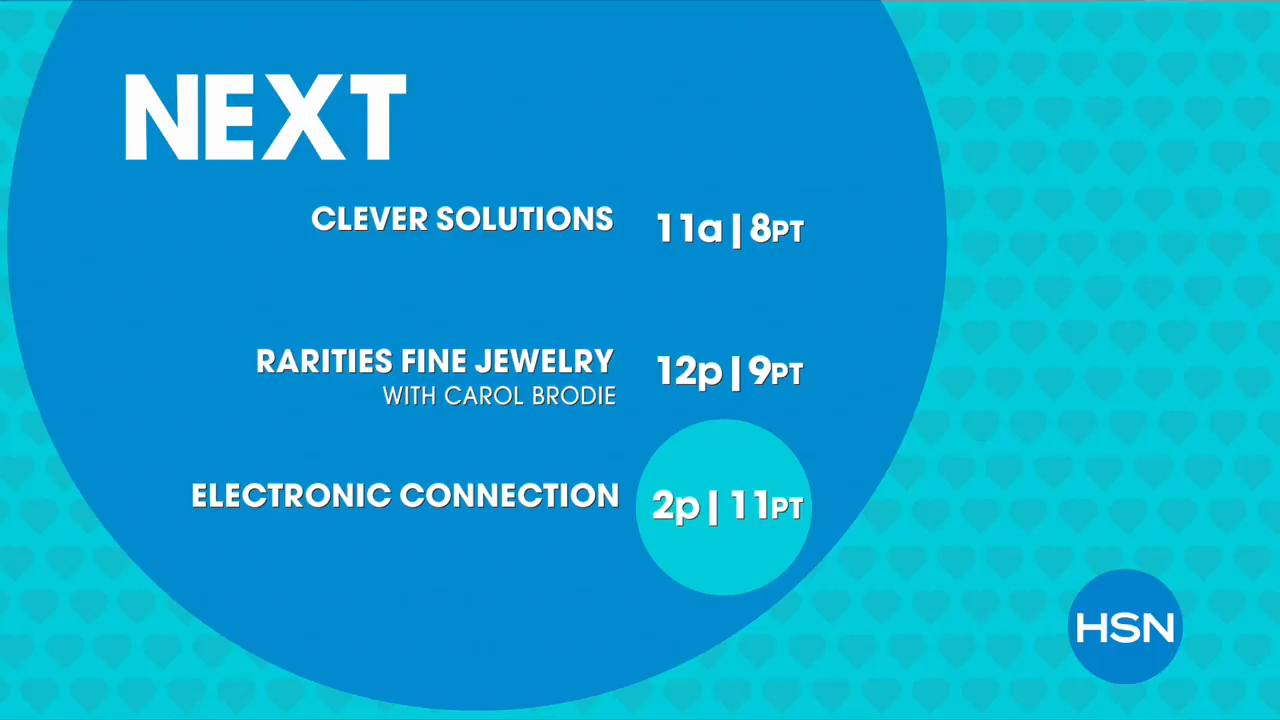 NEXT
CLEVER SOLUTIONS 11a | 8PT
RARITIES FINE JEWELRY 12p | 9PT
WITH CAROL BRODIE
ELECTRONIC CONNECTION 2p | 11PT
HSN